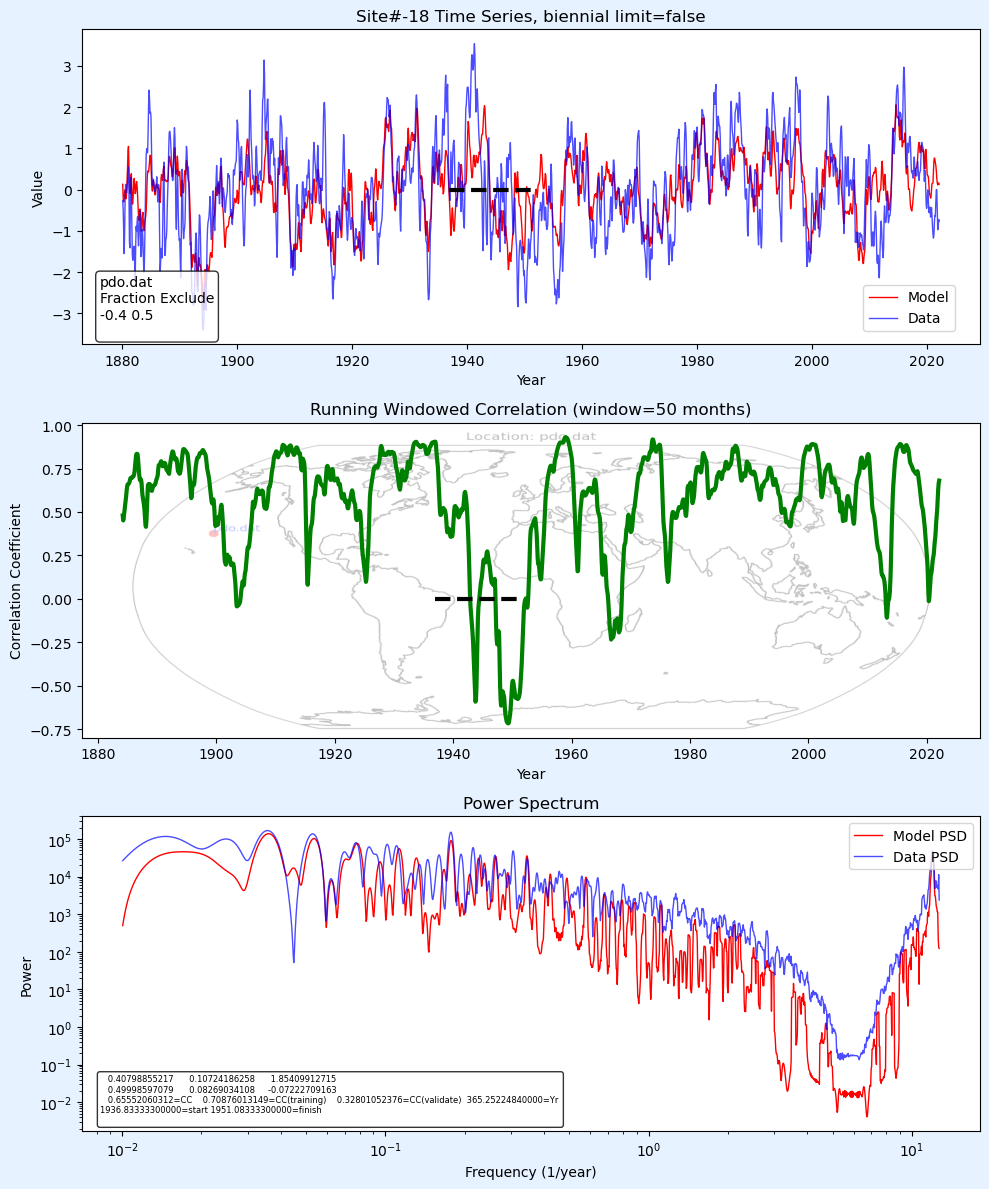 Site#-18 Time Series, biennial limit=false
Value
3
2
1
0
−1
−2
−3
pdo.dat
Fraction Exclude
-0.4 0.5
Model
Data
1880 1900 1920 1940 1960 1980 2000 2020
Year
Running Windowed Correlation (window=50 months)
Correlation Coefficient
1.00
0.75
0.50
0.25
0.00
−0.25
−0.50
−0.75
Location: pdo.dat
do.dat
1880 1900 1920 1940 1960 1980 2000 2020
Year
Power Spectrum
Power
10^5
10^4
10^3
10^2
10^1
10^0
10^−1
10^−2
Model PSD
Data PSD
0.40798855217 0.10724186258 1.85409912715
0.49998597079 0.08269034108 -0.07222709163
0.65552060312=CC 0.70876013149=CC(training) 0.32801052376=CC(validate) 365.25224840000=Yr
1936.83333300000=start 1951.08333300000=finish
10^−2 10^−1 10^0 10^1
Frequency (1/year)